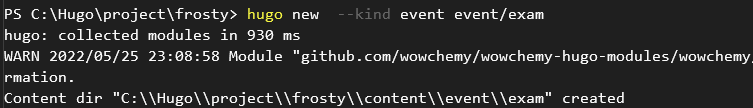 PS C:\Hugo\project\frosty> hugo new  --kind event event/exam
hugo: collected modules in 930 ms
WARN 2022/05/25 23:08:58 Module "github.com/wowchemy/wowchemy-hugo-modules/wowchemy
rmation.
Content dir "C:\\Hugo\\project\\frosty\\content\\event\\exam" created